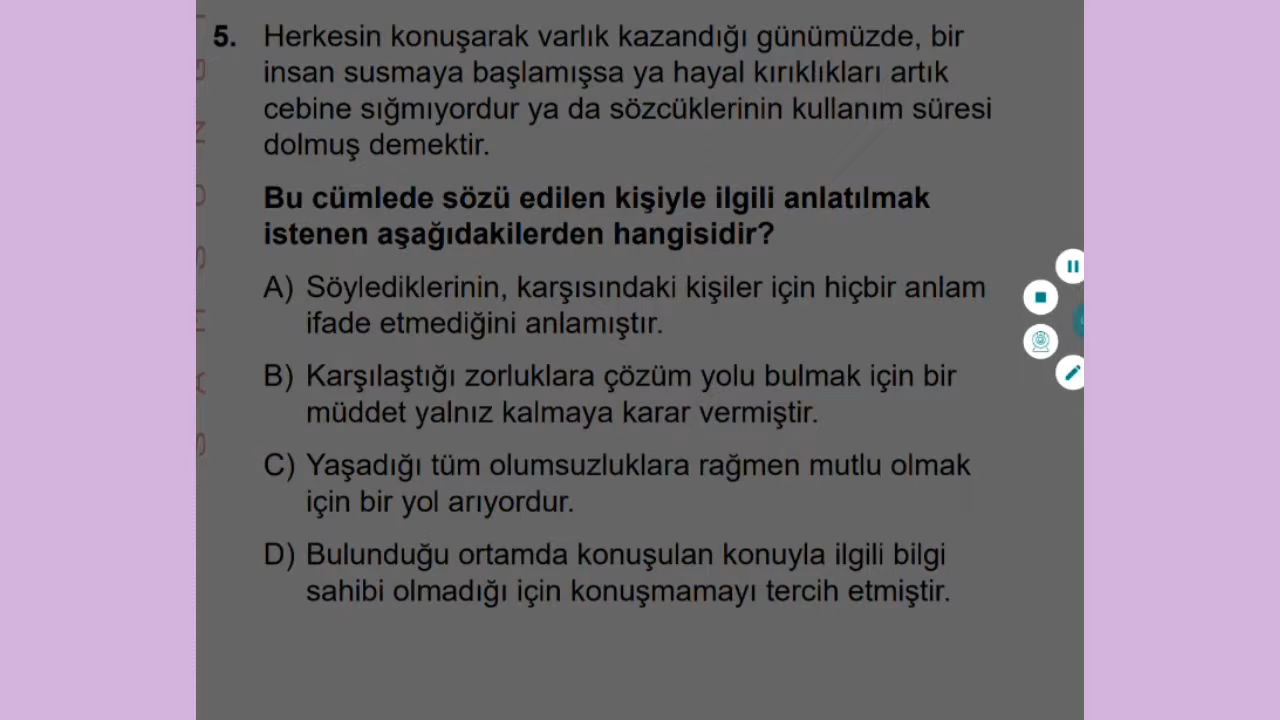 5. Herkesin konuşarak varlık kazandığı günümüzde, bir
insan susmaya başlamışsa ya hayal kırıklıkları artık
cebine sığmıyordur ya da sözcüklerinin kullanım süresi
dolmuş demektir.
Bu cümlede sözü edilen kişiyle ilgili anlatılmak
istenen aşağıdakilerden hangisidir?
A) Söylediklerinin, karşısındaki kişiler için hiçbir anlam
ifade etmediğini anlamıştır.
B) Karşılaştığı zorluklara çözüm yolu bulmak için bir
müddet yalnız kalmaya karar vermiştir.
C) Yaşadığı tüm olumsuzluklara rağmen mutlu olmak
için bir yol arıyordur.
D) Bulunduğu ortamda konuşulan konuyla ilgili bilgi
sahibi olmadığı için konuşmamayı tercih etmiştir.